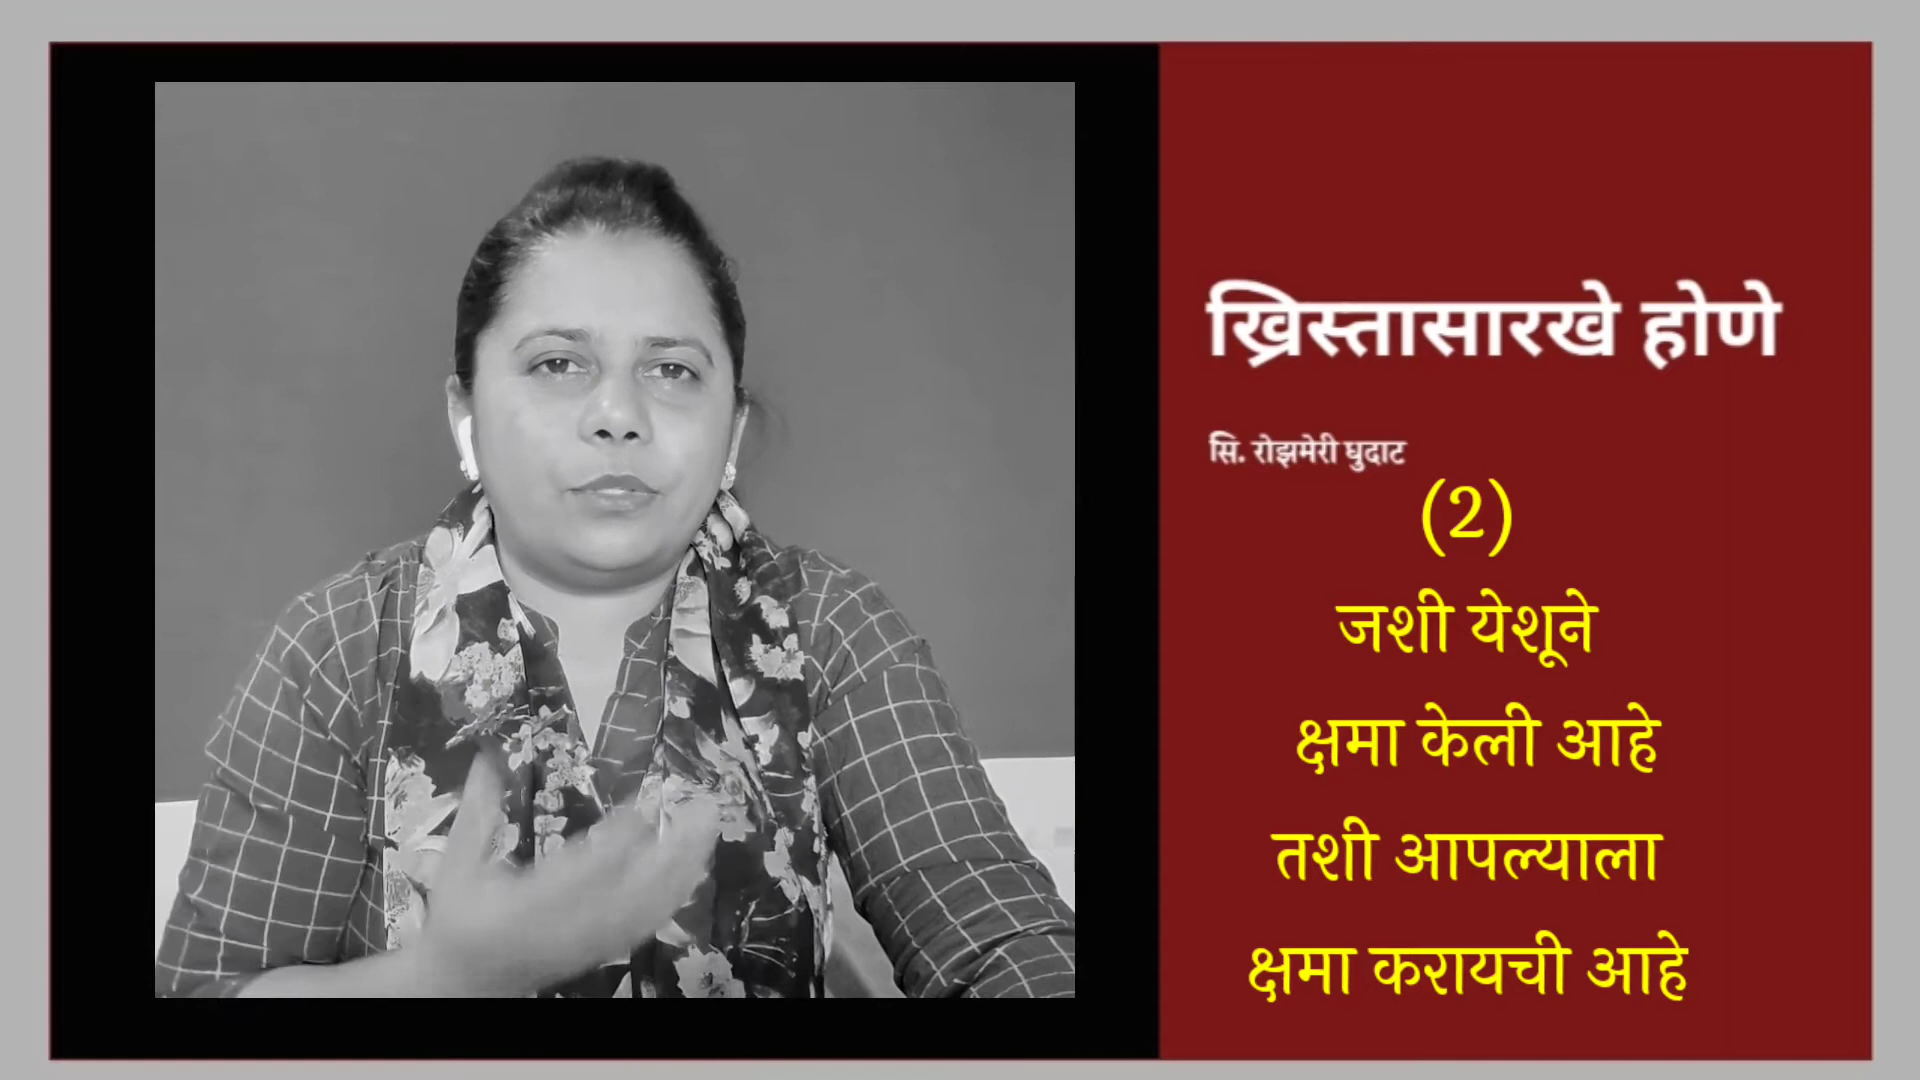 ख्रिस्तासारखे होणे
सि. रोझमेरी घुदाट
(2)
जशी येशूने
क्षमा केली आहे
तशी आपल्याला
क्षमा करायची आहे